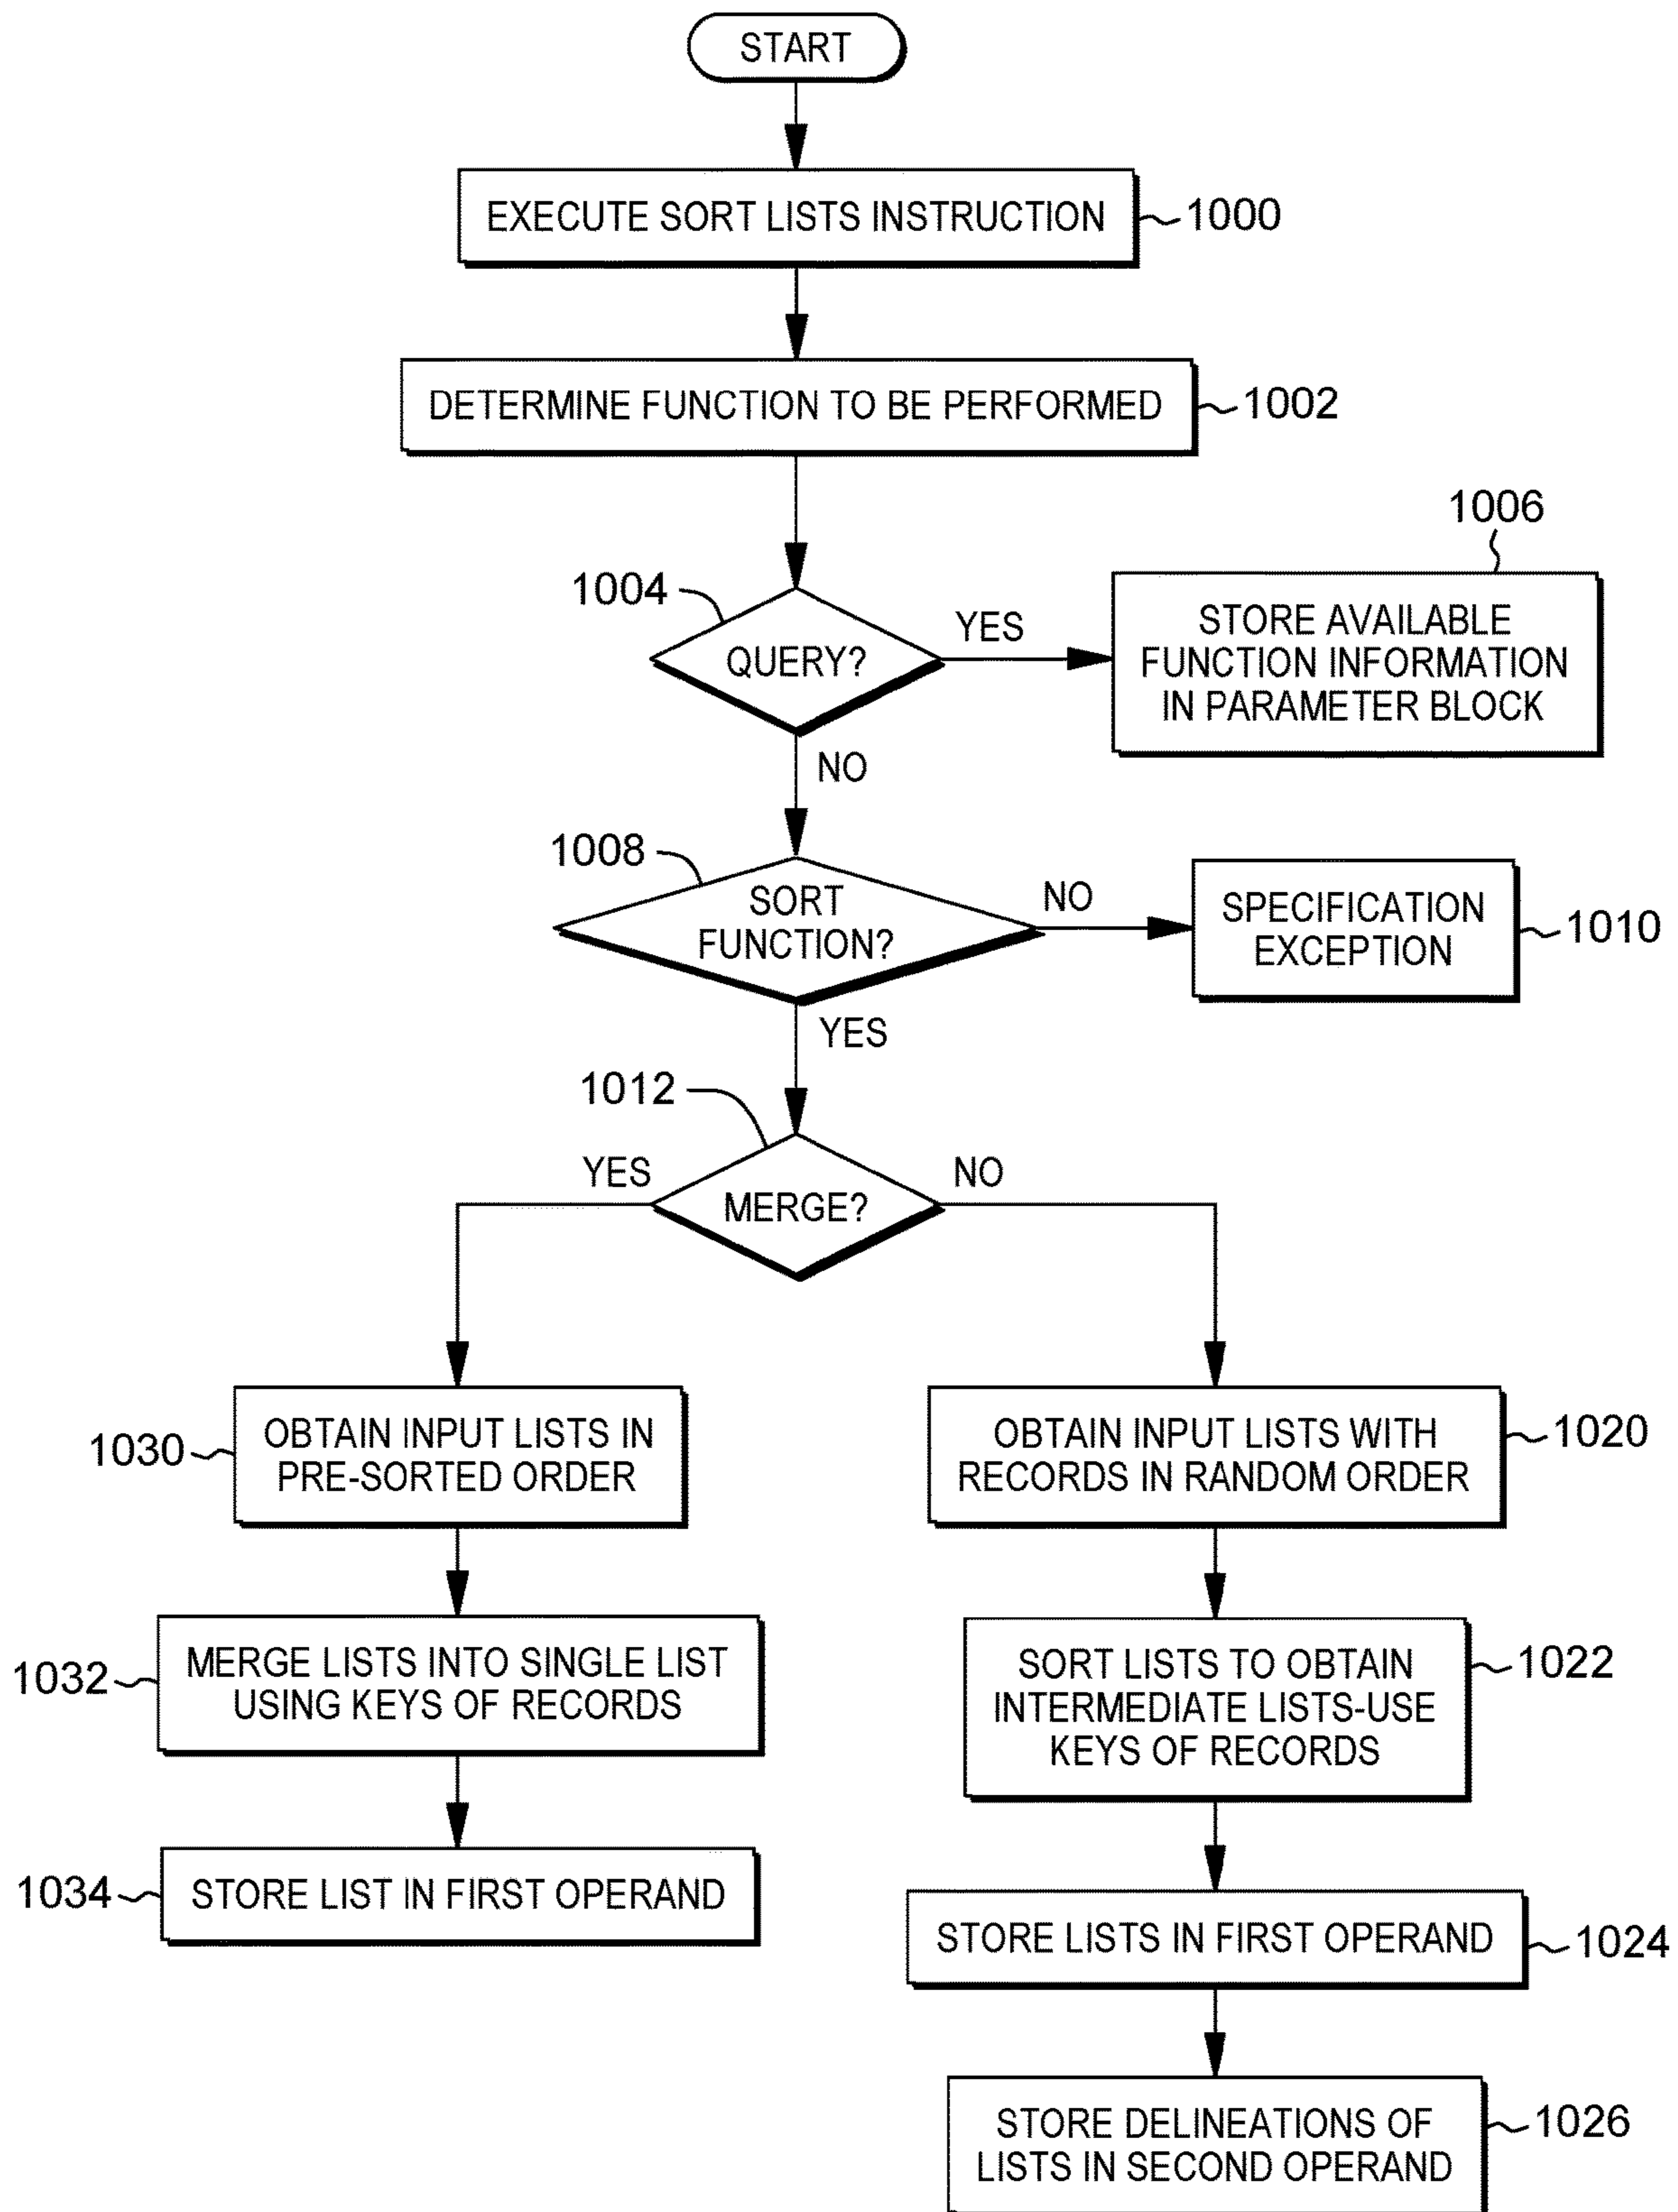 START
EXECUTE SORT LISTS INSTRUCTION
1000
DETERMINE FUNCTION TO BE PERFORMED
1002
1004
QUERY?
YES
NO
1006
STORE AVAILABLE
FUNCTION INFORMATION
IN PARAMETER BLOCK
1008
SORT
FUNCTION?
NO
YES
SPECIFICATION
EXCEPTION
1010
1012
MERGE?
YES
NO
1030
OBTAIN INPUT LISTS IN
PRE-SORTED ORDER
1032
MERGE LISTS INTO SINGLE LIST
USING KEYS OF RECORDS
1034
STORE LIST IN FIRST OPERAND
OBTAIN INPUT LISTS WITH
RECORDS IN RANDOM ORDER
1020
SORT LISTS TO OBTAIN
INTERMEDIATE LISTS-USE
KEYS OF RECORDS
1022
STORE LISTS IN FIRST OPERAND
1024
STORE DELINEATIONS OF
LISTS IN SECOND OPERAND
1026